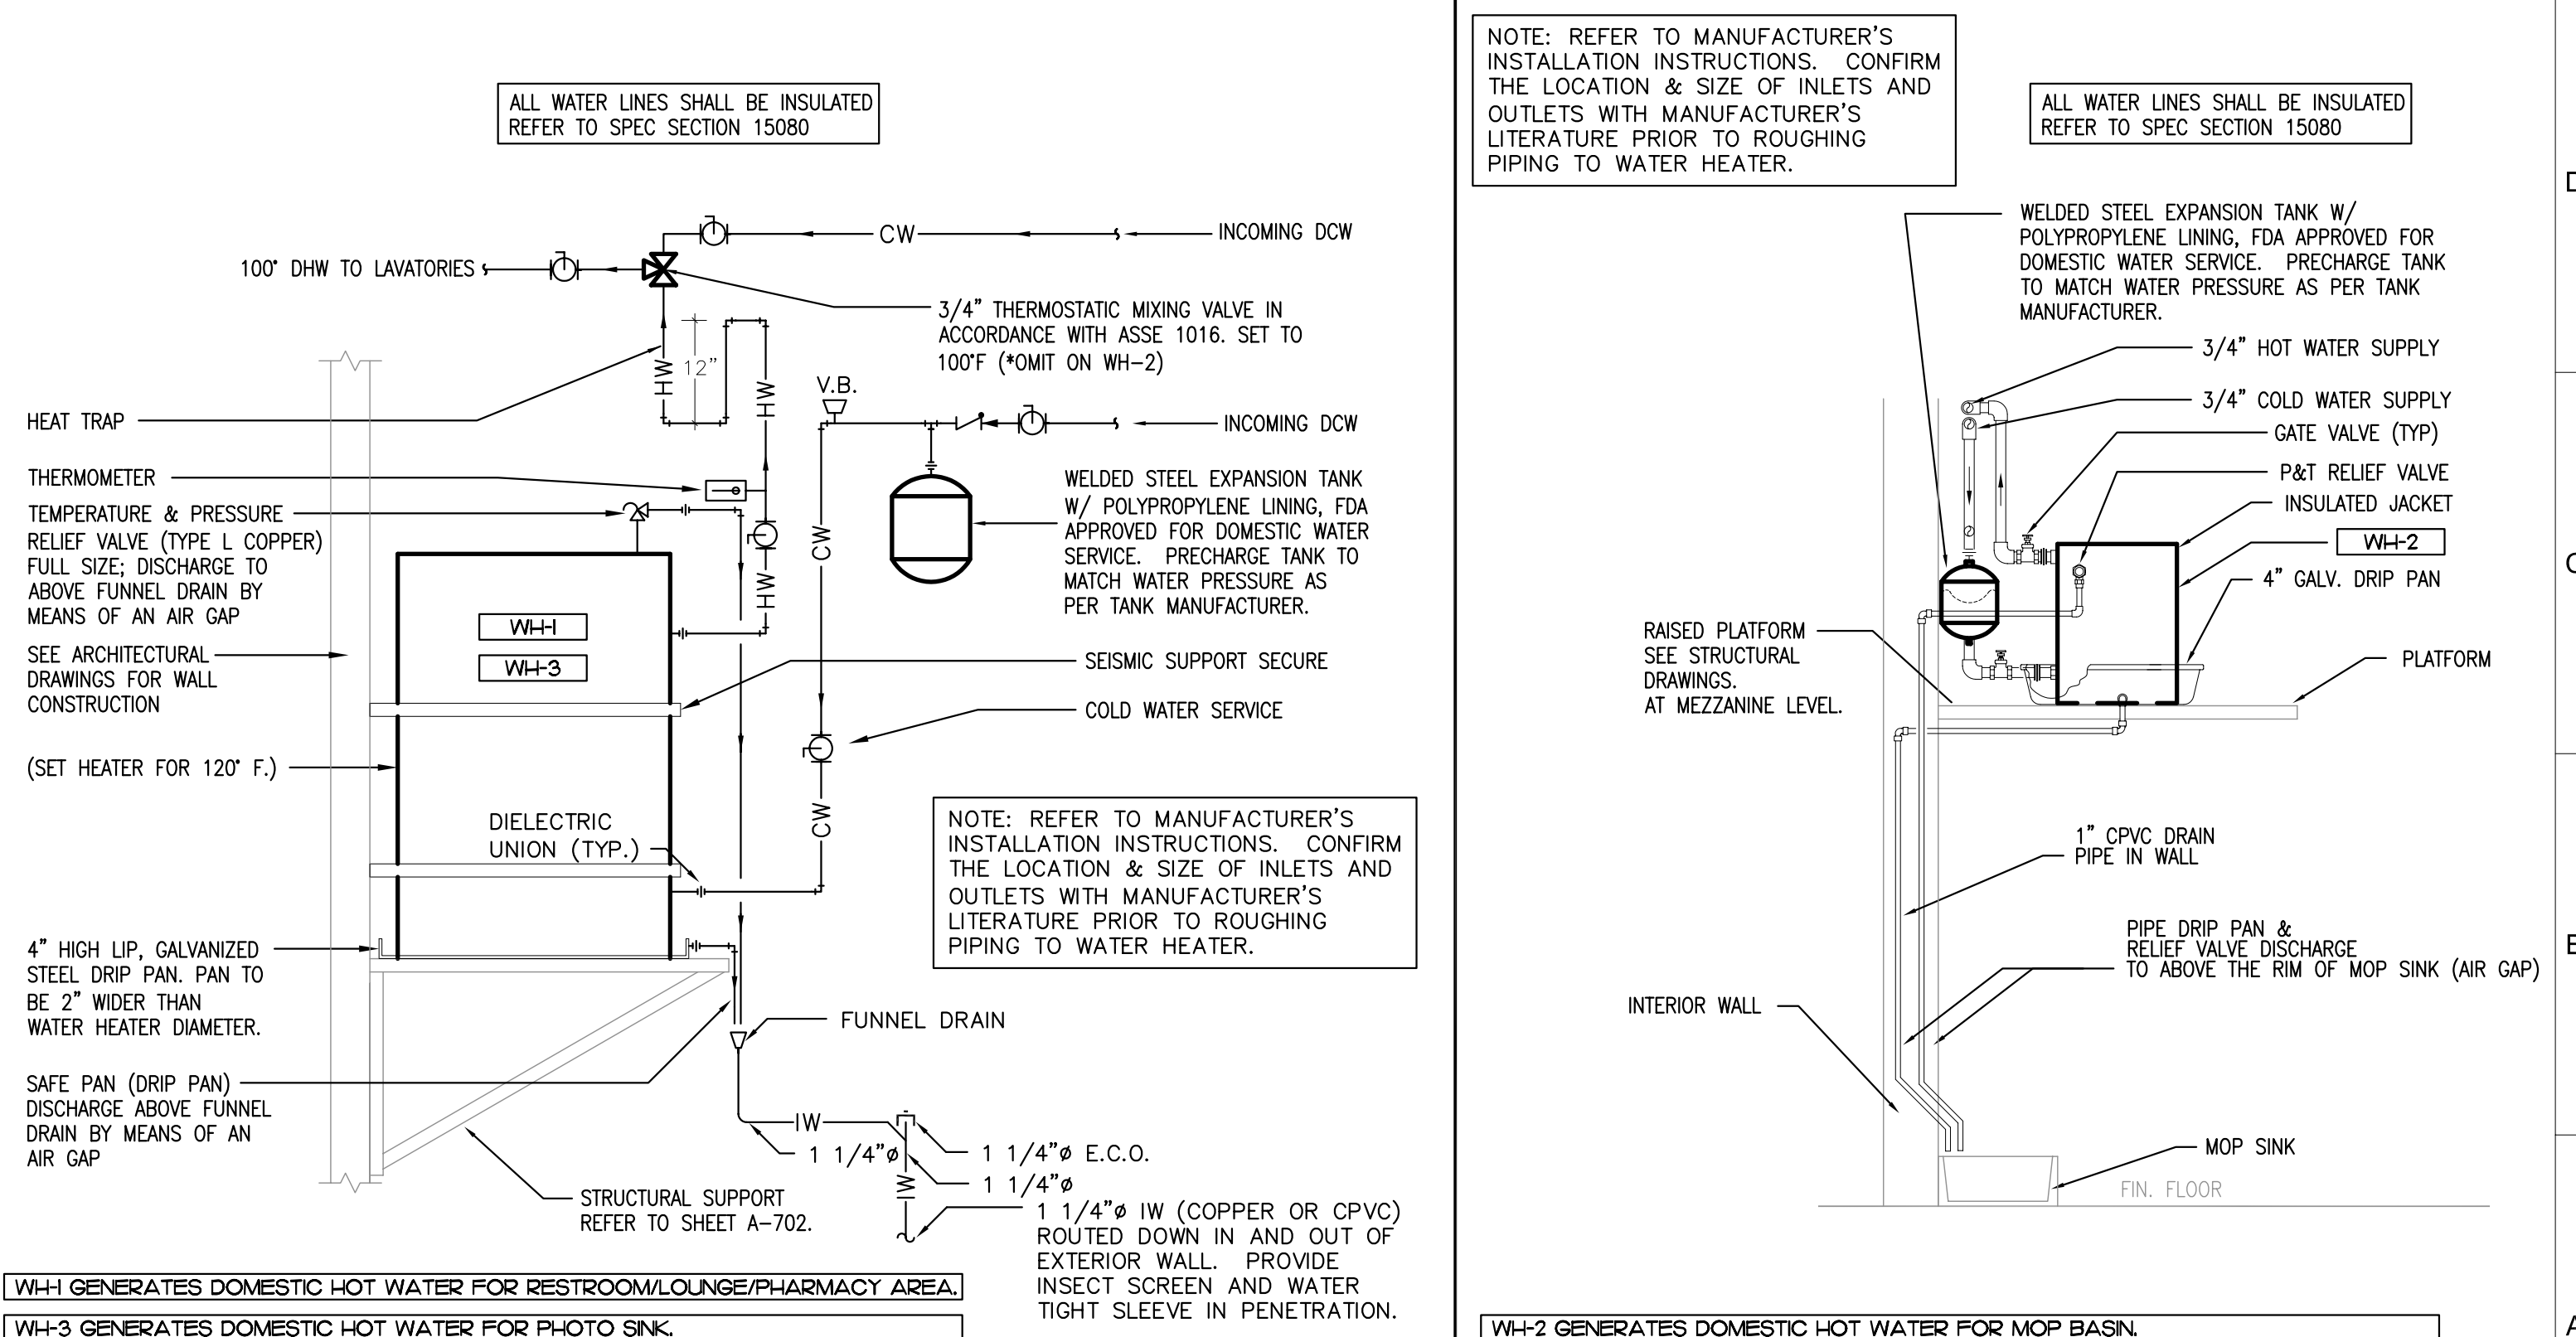 ALL WATER LINES SHALL BE INSULATED
REFER TO SPEC SECTION 15080
CW
INCOMING DCW
100° DHW TO LAVATORIES
3/4" THERMOSTATIC MIXING VALVE IN
ACCORDANCE WITH ASSE 1016. SET TO
100°F (*OMIT ON WH-2)
12"
HW
HW
V.B.
HEAT TRAP
INCOMING DCW
THERMOMETER
TEMPERATURE & PRESSURE
RELIEF VALVE (TYPE L COPPER)
FULL SIZE; DISCHARGE TO
ABOVE FUNNEL DRAIN BY
MEANS OF AN AIR GAP
WELDED STEEL EXPANSION TANK
W/ POLYPROPYLENE LINING, FDA
APPROVED FOR DOMESTIC WATER
SERVICE. PRECHARGE TANK TO
MATCH WATER PRESSURE AS
PER TANK MANUFACTURER.
CW
HW
WH-1
WH-3
SEE ARCHITECTURAL
DRAWINGS FOR WALL
CONSTRUCTION
SEISMIC SUPPORT SECURE
COLD WATER SERVICE
(SET HEATER FOR 120° F.)
CW
DIELECTRIC
UNION (TYP.)
NOTE: REFER TO MANUFACTURER'S
INSTALLATION INSTRUCTIONS. CONFIRM
THE LOCATION & SIZE OF INLETS AND
OUTLETS WITH MANUFACTURER'S
LITERATURE PRIOR TO ROUGHING
PIPING TO WATER HEATER.
4" HIGH LIP, GALVANIZED
STEEL DRIP PAN. PAN TO
BE 2" WIDER THAN
WATER HEATER DIAMETER.
FUNNEL DRAIN
SAFE PAN (DRIP PAN)
DISCHARGE ABOVE FUNNEL
DRAIN BY MEANS OF AN
AIR GAP
IW
1 1/4"ø
1 1/4"ø E.C.O.
1 1/4"ø
IW
STRUCTURAL SUPPORT
REFER TO SHEET A-702.
1 1/4"ø IW (COPPER OR CPVC)
ROUTED DOWN IN AND OUT OF
EXTERIOR WALL. PROVIDE
INSECT SCREEN AND WATER
TIGHT SLEEVE IN PENETRATION.
WH-1 GENERATES DOMESTIC HOT WATER FOR RESTROOM/LOUNGE/PHARMACY AREA.
WH-3 GENERATES DOMESTIC HOT WATER FOR PHOTO SINK.
NOTE: REFER TO MANUFACTURER'S
INSTALLATION INSTRUCTIONS. CONFIRM
THE LOCATION & SIZE OF INLETS AND
OUTLETS WITH MANUFACTURER'S
LITERATURE PRIOR TO ROUGHING
PIPING TO WATER HEATER.
ALL WATER LINES SHALL BE INSULATED
REFER TO SPEC SECTION 15080
WELDED STEEL EXPANSION TANK W/
POLYPROPYLENE LINING, FDA APPROVED FOR
DOMESTIC WATER SERVICE. PRECHARGE TANK
TO MATCH WATER PRESSURE AS PER TANK
MANUFACTURER.
3/4" HOT WATER SUPPLY
3/4" COLD WATER SUPPLY
GATE VALVE (TYP)
P&T RELIEF VALVE
INSULATED JACKET
WH-2
4" GALV. DRIP PAN
RAISED PLATFORM
SEE STRUCTURAL
DRAWINGS.
AT MEZZANINE LEVEL.
PLATFORM
1" CPVC DRAIN
PIPE IN WALL
PIPE DRIP PAN &
RELIEF VALVE DISCHARGE
TO ABOVE THE RIM OF MOP SINK (AIR GAP)
INTERIOR WALL
MOP SINK
FIN. FLOOR
WH-2 GENERATES DOMESTIC HOT WATER FOR MOP BASIN.